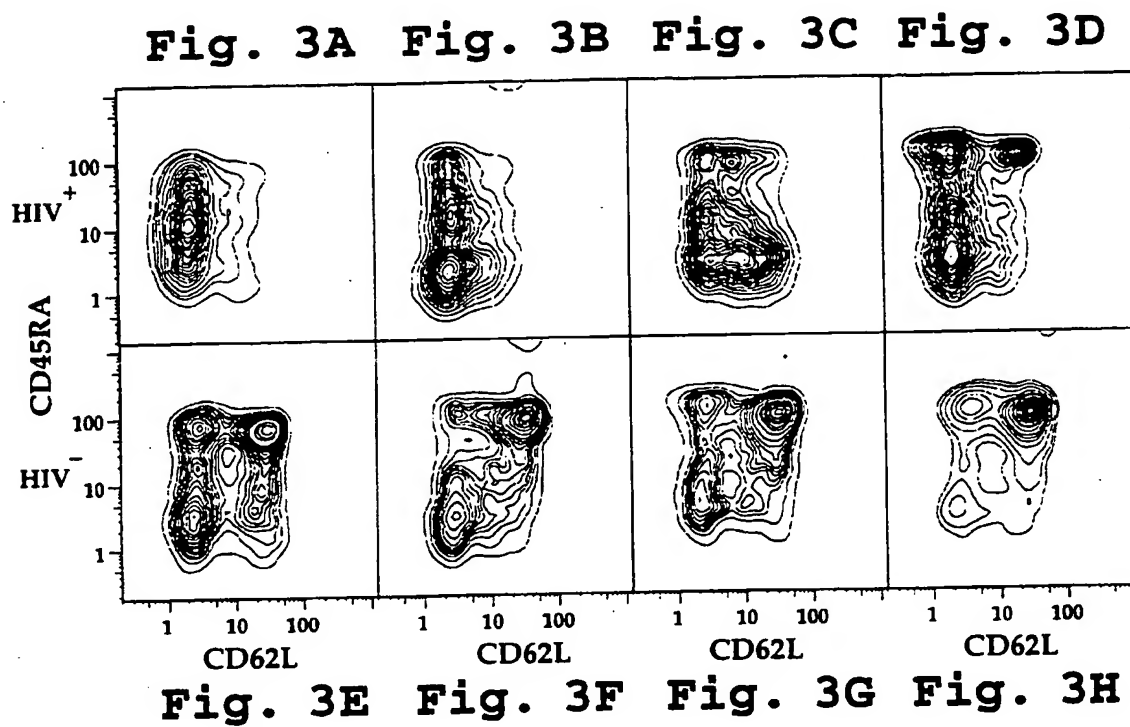 Fig. 3A Fig. 3B Fig. 3C Fig. 3D
HIV+
100
10
1
CD45RA
HIV-
100
10
1
1 10 100 1 10 100 1 10 100 1 10 100
CD62L CD62L CD62L CD62L
Fig. 3E Fig. 3F Fig. 3G Fig. 3H